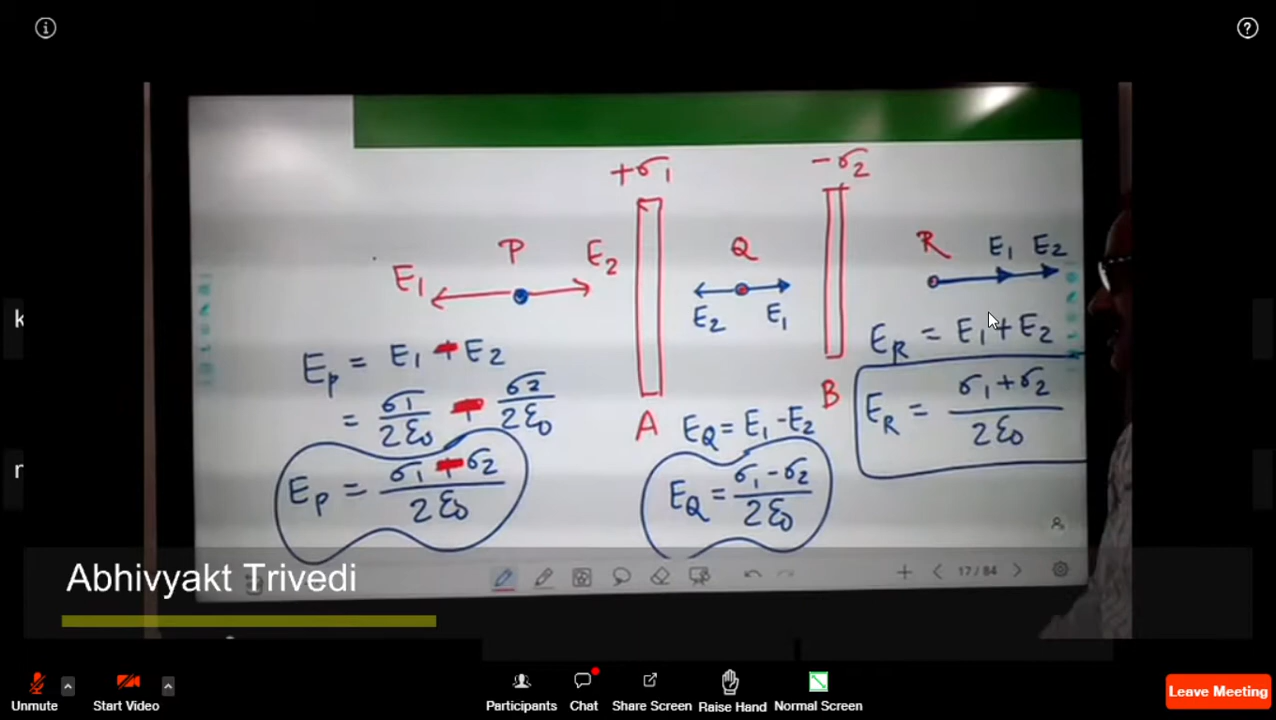 +σ1
-σ2
P
E1
E2
Q
E2
E1
R
E1 E2
EP = E1 + E2
= σ1/2ε0 + σ2/2ε0
EP = σ1 + σ2/2ε0
A
B
EQ = E1 - E2
EQ = σ1 - σ2/2ε0
ER = E1 + E2
ER = σ1 + σ2/2ε0
k
n
17/84
Abhivyakt Trivedi
Unmute
Start Video
Participants
Chat
Share Screen
Raise Hand
Normal Screen
Leave Meeting